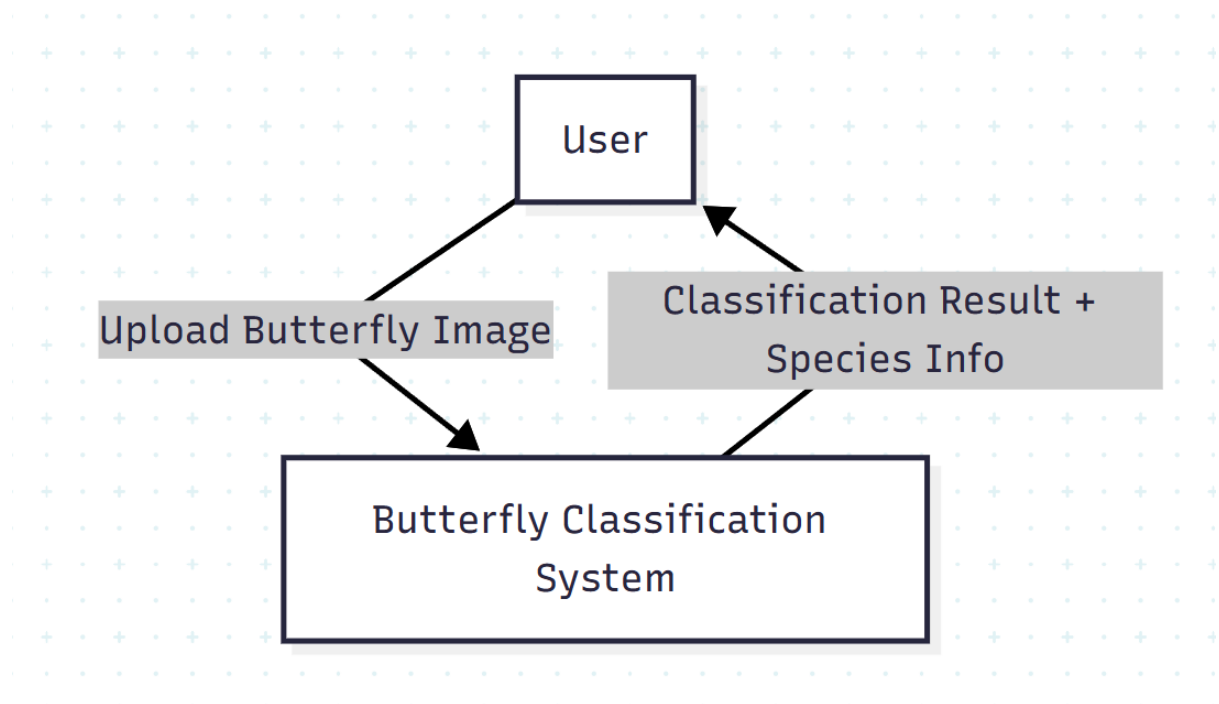 User
Upload Butterfly Image
Classification Result +
Species Info
Butterfly Classification
System